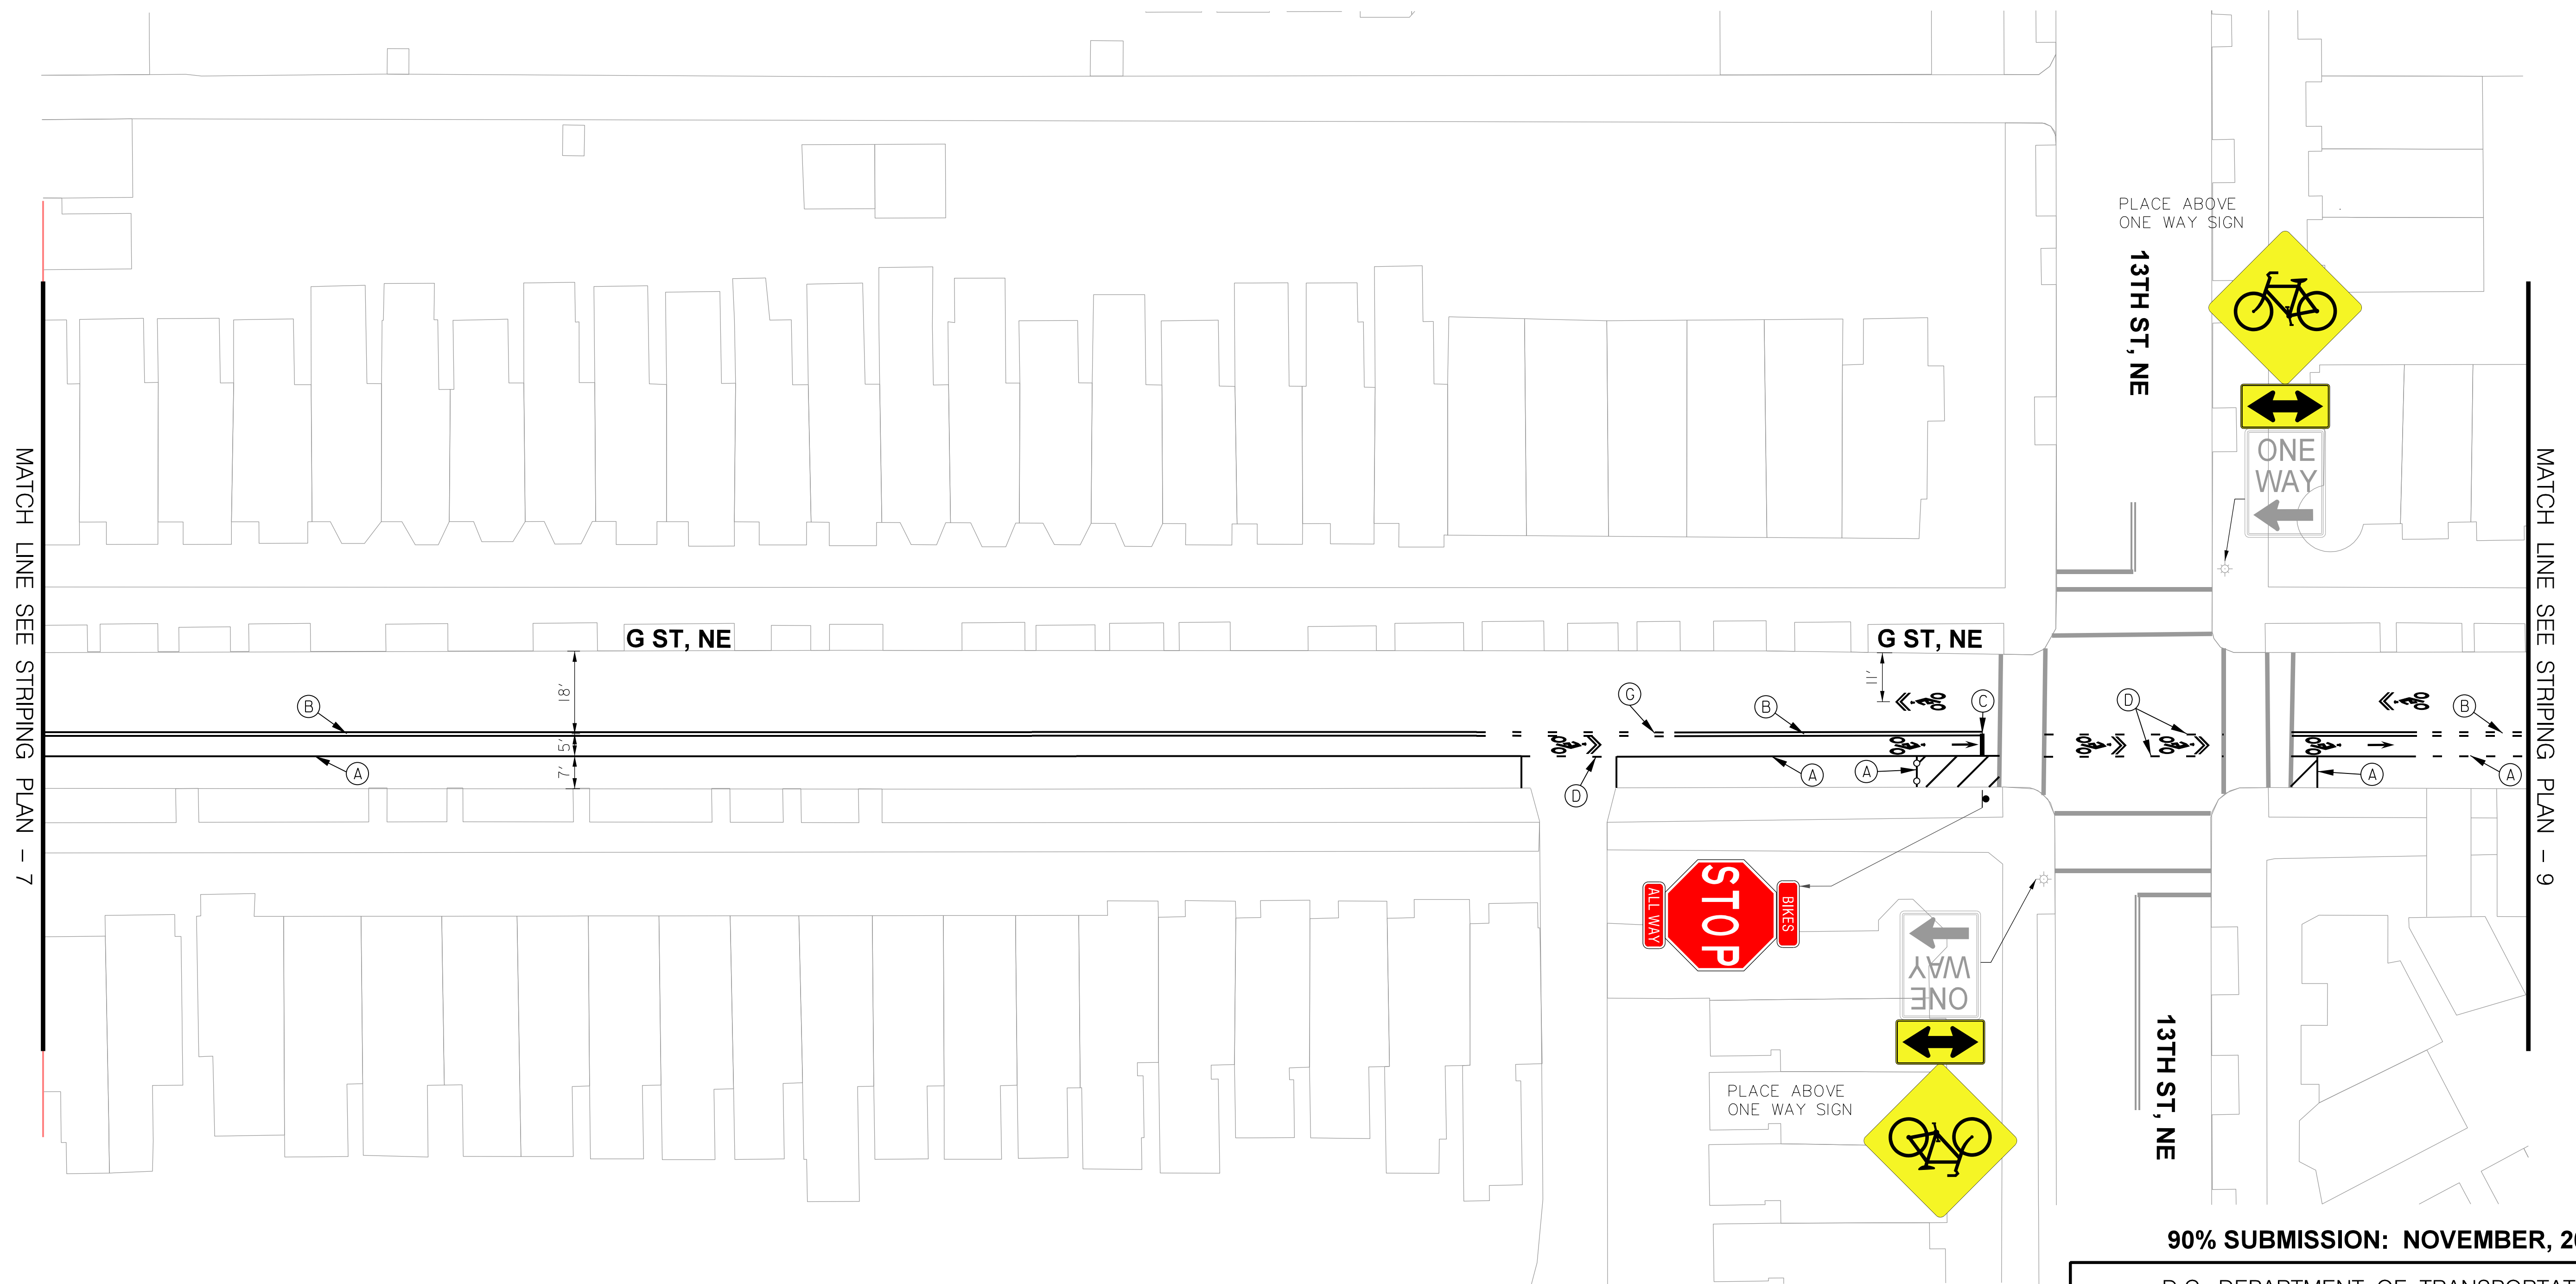 PLACE ABOVE
ONE WAY SIGN
13TH ST, NE
ONE
WAY
MATCH LINE SEE STRIPING PLAN - 7
MATCH LINE SEE STRIPING PLAN - 9
G ST, NE
G ST, NE
18'
11'
B
G
B
C
D
B
5'
7'
A
D
A
A
A
A
STOP
ALL WAY
BIKES
ONE
WAY
13TH ST, NE
PLACE ABOVE
ONE WAY SIGN
90% SUBMISSION: NOVEMBER,
D.C. DEPARTMENT OF